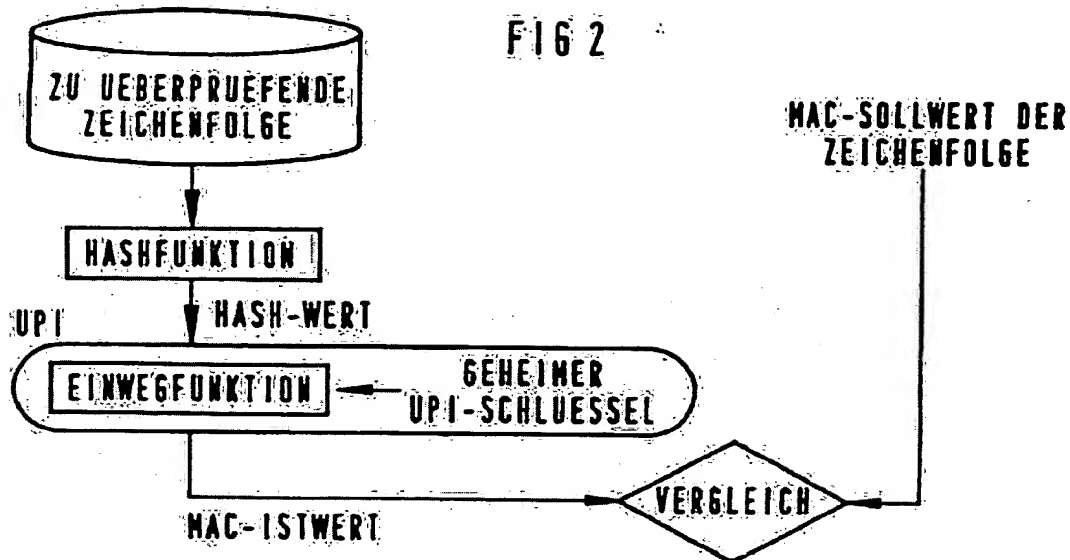 FIG 2
ZU UEBERPRUEFENDE
ZEICHENFOLGE
MAC-SOLLWERT DER
ZEICHENFOLGE
HASHFUNKTION
HASH-WERT
UPI
EINWEGFUNKTION
GEHEIMER
UPI-SCHLUESSEL
VERGLEICH
MAC-ISTWERT